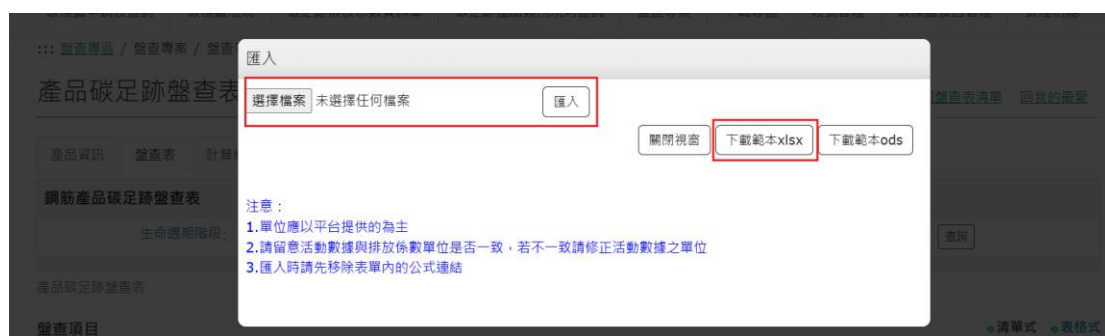 ::: 盤查專區 / 盤查專案 / 盤查
匯入
產品碳足跡盤查表
選擇檔案 未選擇任何檔案 匯入
盤查表清單 回我的最愛
關閉視窗 下載範本xlsx 下載範本ods
產品資訊 盤查表 計算
鋼筋產品碳足跡盤查表
注意：
生命週期階段:
1.單位應以平台提供的為主
查詢
2.請留意活動數據與排放係數單位是否一致，若不一致請修正活動數據之單位
3.匯入時請先移除表單內的公式連結
產品碳足跡盤查表
盤查項目
清單式 表格式